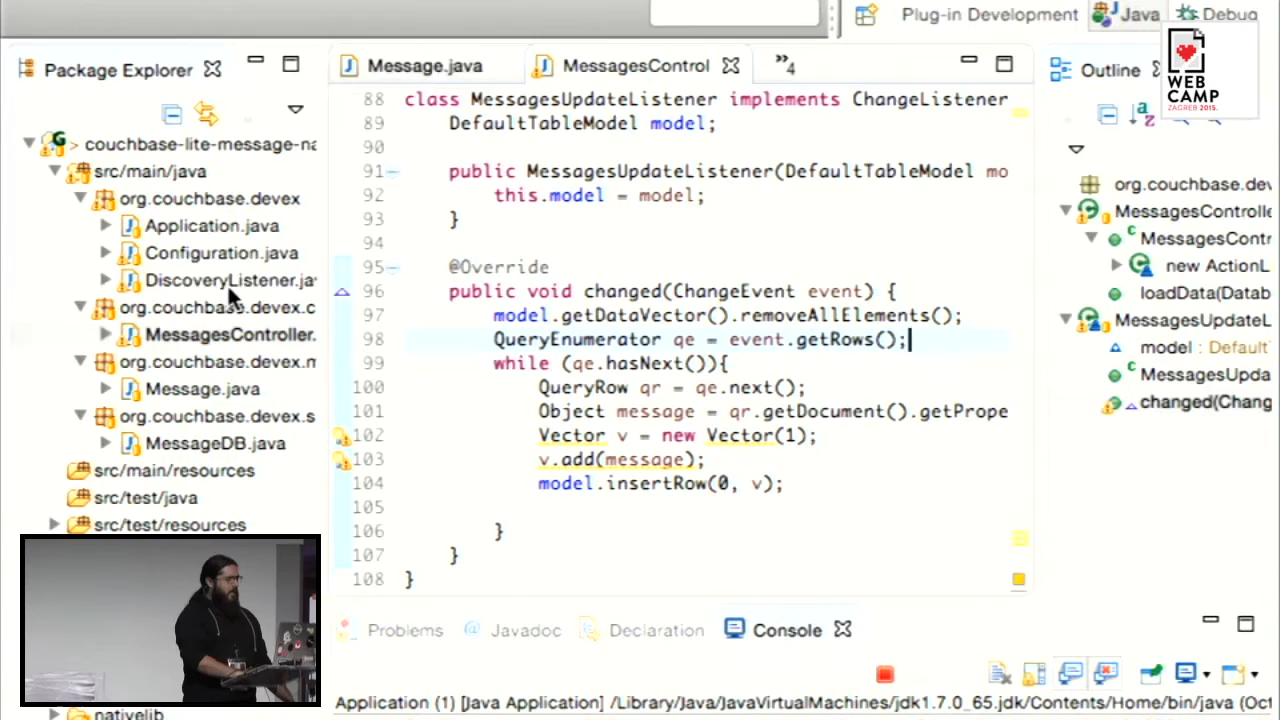 Plug-in Development
Java
Debug
WEB
CAMP
ZAGREB 2015.
Package Explorer
> couchbase-lite-message-na
src/main/java
org.couchbase.devex
Application.java
Configuration.java
DiscoveryListener.ja
org.couchbase.devex.c
MessagesController.
org.couchbase.devex.m
Message.java
org.couchbase.devex.s
MessageDB.java
src/main/resources
src/test/java
src/test/resources
nativelib
Message.java
MessagesControl
»4
88 class MessagesUpdateListener implements ChangeListener
89 DefaultTableModel model;
90
91 public MessagesUpdateListener(DefaultTableModel mo
92 this.model = model;
93 }
94
95 @Override
96 public void changed(ChangeEvent event) {
97 model.getDataVector().removeAllElements();
98 QueryEnumerator qe = event.getRows();
99 while (qe.hasNext()){
100 QueryRow qr = qe.next();
101 Object message = qr.getDocument().getPrope
102 Vector v = new Vector(1);
103 v.add(message);
104 model.insertRow(0, v);
105
106 }
107 }
108 }
Outline
org.couchbase.dev
MessagesControlle
MessagesContr
new ActionL
loadData(Datab
MessagesUpdateL
model : Default
MessagesUpda
changed(Chang
Problems
Javadoc
Declaration
Console
Application (1) [Java Application] /Library/Java/JavaVirtualMachines/jdk1.7.0_65.jdk/Contents/Home/bin/java (Oc